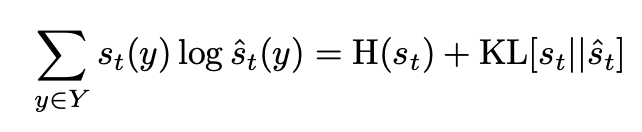 ∑_{y∈Y} s_t(y) log ŝ_t(y) = H(s_t) + KL[s_t||ŝ_t]